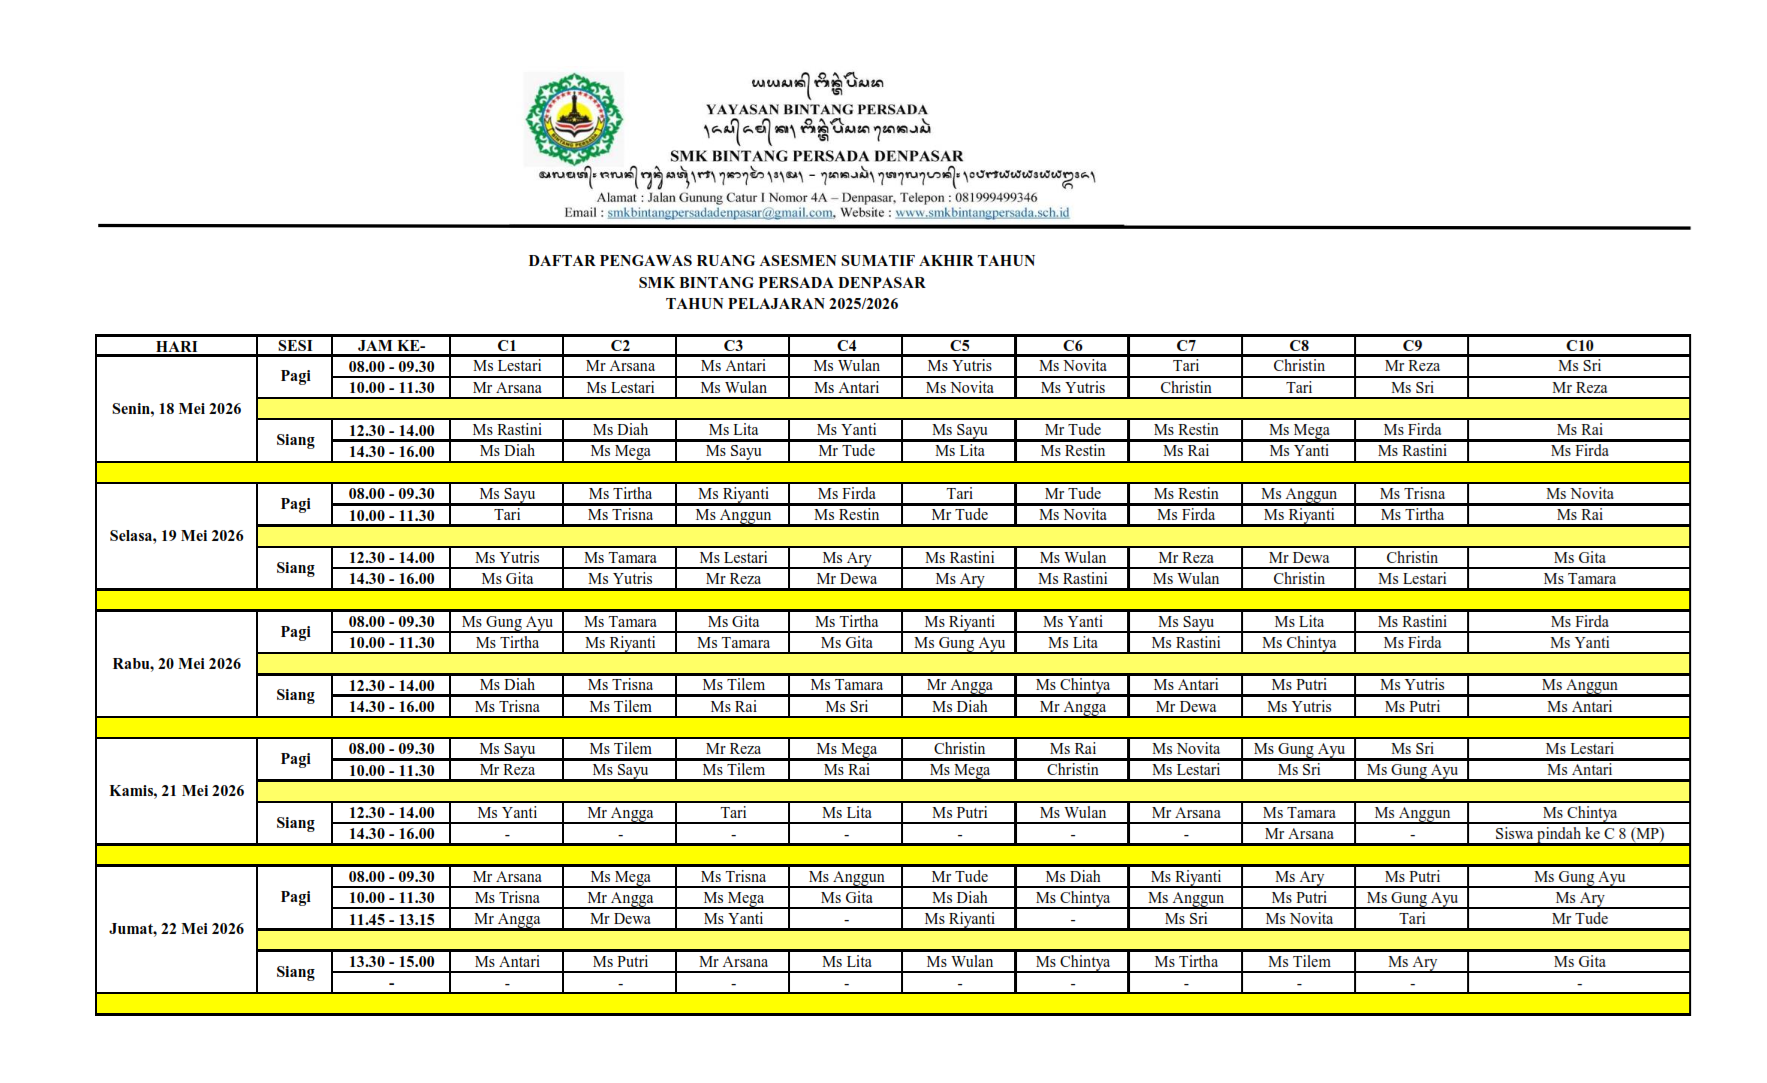 YAYASAN BINTANG PERSADA
SMK BINTANG PERSADA DENPASAR
Alamat : Jalan Gunung Catur I Nomor 4A – Denpasar, Telepon : 081999499346
Email : smkbintangpersadadenpasar@gmail.com, Website : www.smkbintangpersada.sch.id
DAFTAR PENGAWAS RUANG ASESMEN SUMATIF AKHIR TAHUN
SMK BINTANG PERSADA DENPASAR
TAHUN PELAJARAN 2025/2026
HARI SESI JAM KE- C1 C2 C3 C4 C5 C6 C7 C8 C9 C10
Senin, 18 Mei 2026
Pagi
08.00 - 09.30 Ms Lestari Mr Arsana Ms Antari Ms Wulan Ms Yutris Ms Novita Tari Christin Mr Reza Ms Sri
10.00 - 11.30 Mr Arsana Ms Lestari Ms Wulan Ms Antari Ms Novita Ms Yutris Christin Tari Ms Sri Mr Reza
Siang
12.30 - 14.00 Ms Rastini Ms Diah Ms Lita Ms Yanti Ms Sayu Mr Tude Ms Restin Ms Mega Ms Firda Ms Rai
14.30 - 16.00 Ms Diah Ms Mega Ms Sayu Mr Tude Ms Lita Ms Restin Ms Rai Ms Yanti Ms Rastini Ms Firda
Selasa, 19 Mei 2026
Pagi
08.00 - 09.30 Ms Sayu Ms Tirtha Ms Riyanti Ms Firda Tari Mr Tude Ms Restin Ms Anggun Ms Trisna Ms Novita
10.00 - 11.30 Tari Ms Trisna Ms Anggun Ms Restin Mr Tude Ms Novita Ms Firda Ms Riyanti Ms Tirtha Ms Rai
Siang
12.30 - 14.00 Ms Yutris Ms Tamara Ms Lestari Ms Ary Ms Rastini Ms Wulan Mr Reza Mr Dewa Christin Ms Gita
14.30 - 16.00 Ms Gita Ms Yutris Mr Reza Mr Dewa Ms Ary Ms Rastini Ms Wulan Christin Ms Lestari Ms Tamara
Rabu, 20 Mei 2026
Pagi
08.00 - 09.30 Ms Gung Ayu Ms Tamara Ms Gita Ms Tirtha Ms Riyanti Ms Yanti Ms Sayu Ms Lita Ms Rastini Ms Firda
10.00 - 11.30 Ms Tirtha Ms Riyanti Ms Tamara Ms Gita Ms Gung Ayu Ms Lita Ms Rastini Ms Chintya Ms Firda Ms Yanti
Siang
12.30 - 14.00 Ms Diah Ms Trisna Ms Tilem Ms Tamara Mr Angga Ms Chintya Ms Antari Ms Putri Ms Yutris Ms Anggun
14.30 - 16.00 Ms Trisna Ms Tilem Ms Rai Ms Sri Ms Diah Mr Angga Mr Dewa Ms Yutris Ms Putri Ms Antari
Kamis, 21 Mei 2026
Pagi
08.00 - 09.30 Ms Sayu Ms Tilem Mr Reza Ms Mega Christin Ms Rai Ms Novita Ms Gung Ayu Ms Sri Ms Lestari
10.00 - 11.30 Mr Reza Ms Sayu Ms Tilem Ms Rai Ms Mega Christin Ms Lestari Ms Sri Ms Gung Ayu Ms Antari
Siang
12.30 - 14.00 Ms Yanti Mr Angga Tari Ms Lita Ms Putri Ms Wulan Mr Arsana Ms Tamara Ms Anggun Ms Chintya
14.30 - 16.00 - - - - - - - Mr Arsana - Siswa pindah ke C 8 (MP)
Jumat, 22 Mei 2026
Pagi
08.00 - 09.30 Mr Arsana Ms Mega Ms Trisna Ms Anggun Mr Tude Ms Diah Ms Riyanti Ms Ary Ms Putri Ms Gung Ayu
10.00 - 11.30 Ms Trisna Mr Angga Ms Mega Ms Gita Ms Diah Ms Chintya Ms Anggun Ms Putri Ms Gung Ayu Ms Ary
11.45 - 13.15 Mr Angga Mr Dewa Ms Yanti - Ms Riyanti - Ms Sri Ms Novita Tari Mr Tude
Siang
13.30 - 15.00 Ms Antari Ms Putri Mr Arsana Ms Lita Ms Wulan Ms Chintya Ms Tirtha Ms Tilem Ms Ary Ms Gita
- - - - - - - - - - -